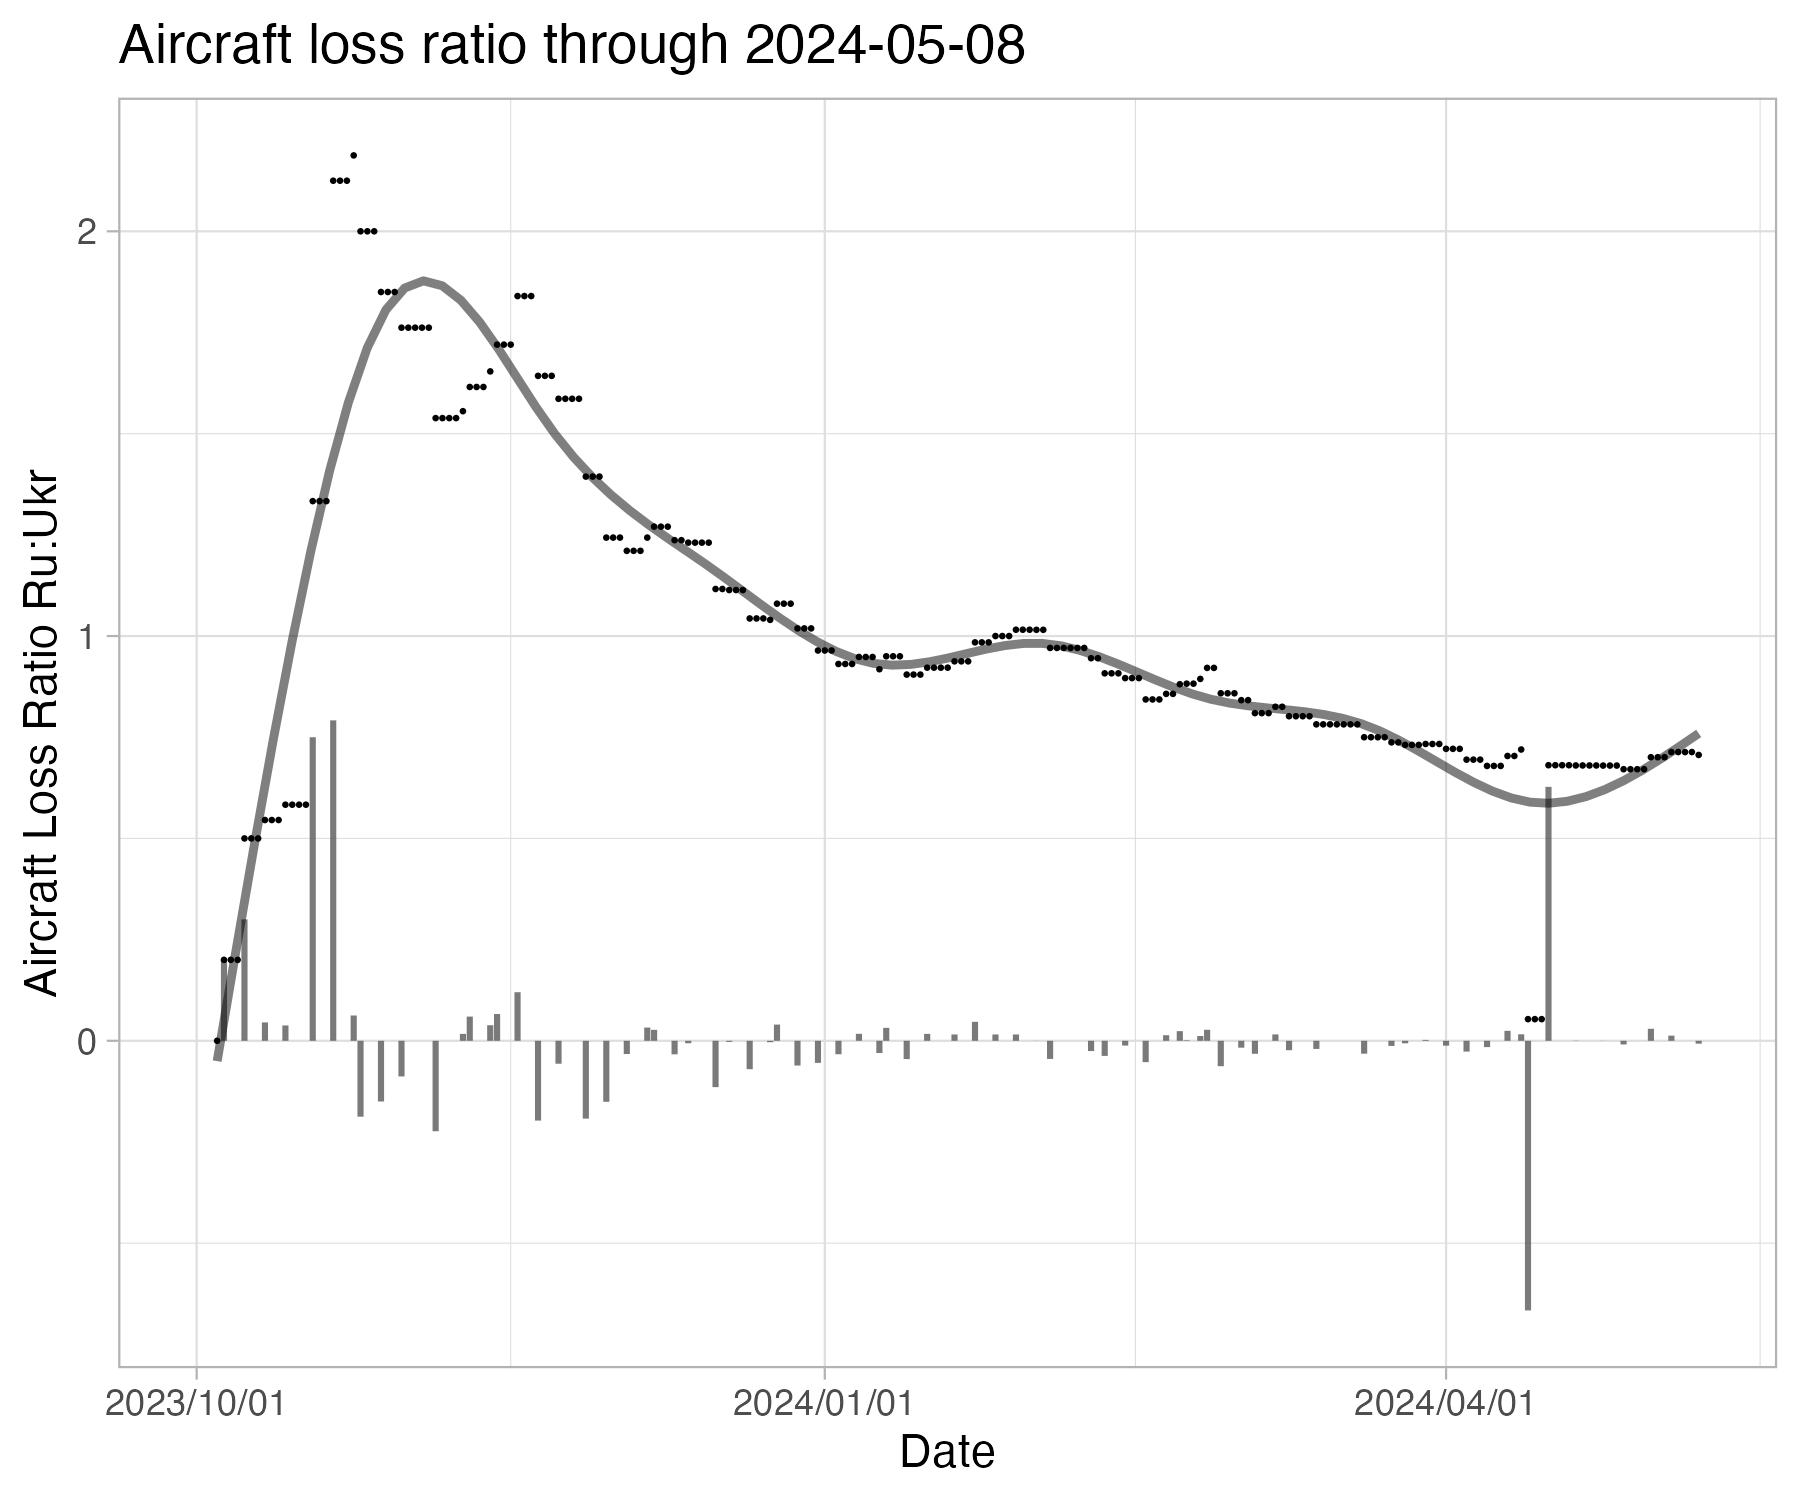 Aircraft loss ratio through 2024-05-08
Aircraft Loss Ratio Ru:Ukr
2
1
0
2023/10/01
2024/01/01
2024/04/01
Date